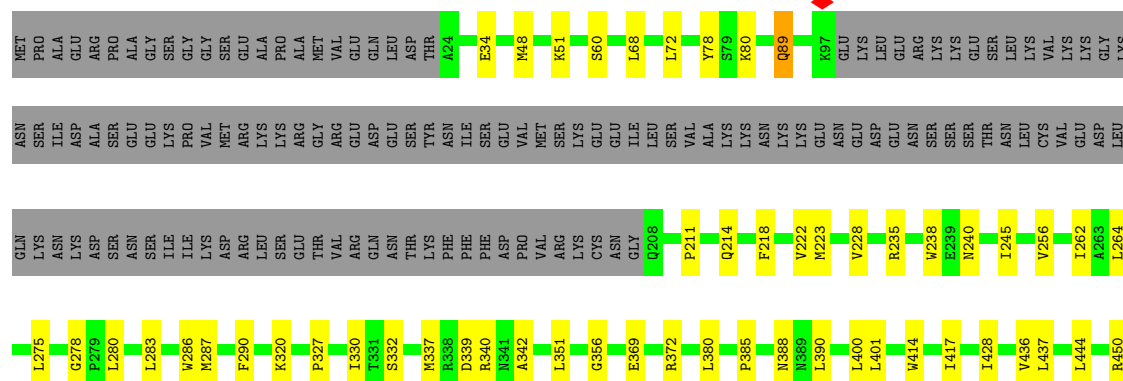 MET PRO ALA GLU ARG PRO ALA GLY SER GLY GLY SER GLU ALA PRO ALA MET VAL GLU GLN LEU ASP THR A24 E34 M48 K51 S60 L68 L72 Y78 S79 K80 Q89 K97 GLU LYS LEU GLU ARG LYS LYS GLU SER LEU LYS VAL LYS LYS GLY LYS
ASN SER ILE ASP ALA SER GLU GLU LYS PRO VAL MET ARG LYS LYS ARG GLY ARG GLU ASP GLU SER TYR ASN ILE SER GLU VAL MET SER LYS GLU GLU ILE LEU SER VAL ALA LYS LYS ASN LYS LYS GLU ASN GLU ASP GLU ASN SER SER SER THR ASN LEU CYS VAL GLU ASP LEU
GLN LYS ASN LYS ASP SER ASN SER ILE ILE LYS ASP ARG LEU SER GLU THR VAL ARG GLN ASN THR LYS PHE PHE PHE ASP PRO VAL ARG LYS CYS ASN GLY Q208 P211 Q214 F218 V222 M223 V228 R235 W238 E239 N240 I245 V256 I262 A263 L264
L275 G278 P279 L280 L283 W286 M287 F290 K320 P327 I330 T331 S332 M337 R338 D339 R340 N341 A342 L351 G356 E369 R372 L380 P385 N388 N389 L390 L400 L401 W414 I417 I428 V436 L437 L444 R450